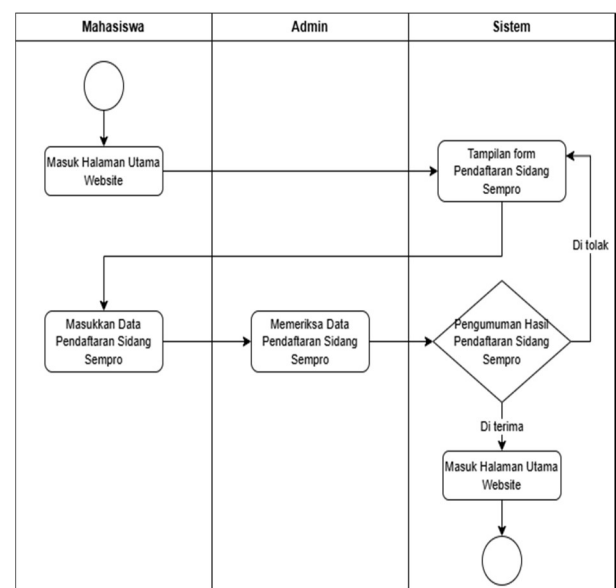 Mahasiswa
Admin
Sistem
Masuk Halaman Utama
Website
Tampilan form
Pendaftaran Sidang
Sempro
Di tolak
Masukkan Data
Pendaftaran Sidang
Sempro
Memeriksa Data
Pendaftaran Sidang
Sempro
Pengumuman Hasil
Pendaftaran Sidang
Sempro
Di terima
Masuk Halaman Utama
Website